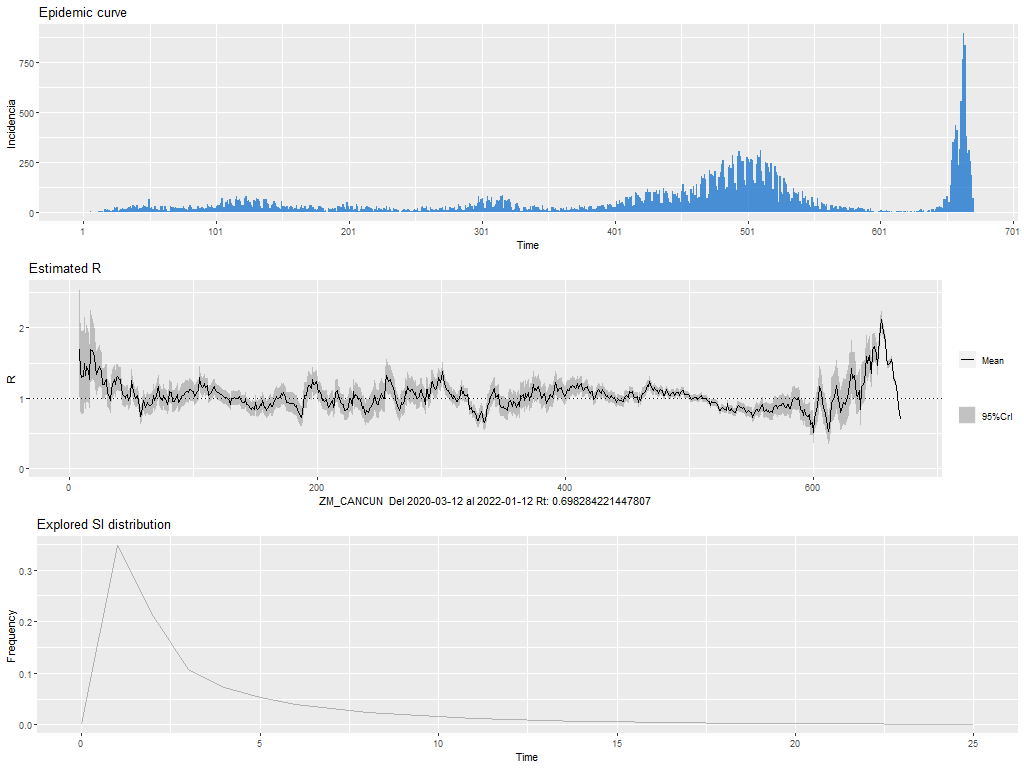 Epidemic curve
Incidencia
750
500
250
0
1 101 201 301 401 501 601 701
Time
Estimated R
R
2
1
0
Mean
95%CrI
0 200 400 600
ZM_CANCUN Del 2020-03-12 al 2022-01-12 Rt: 0.698284221447807
Explored SI distribution
Frequency
0.3
0.2
0.1
0.0
0 5 10 15 20 25
Time